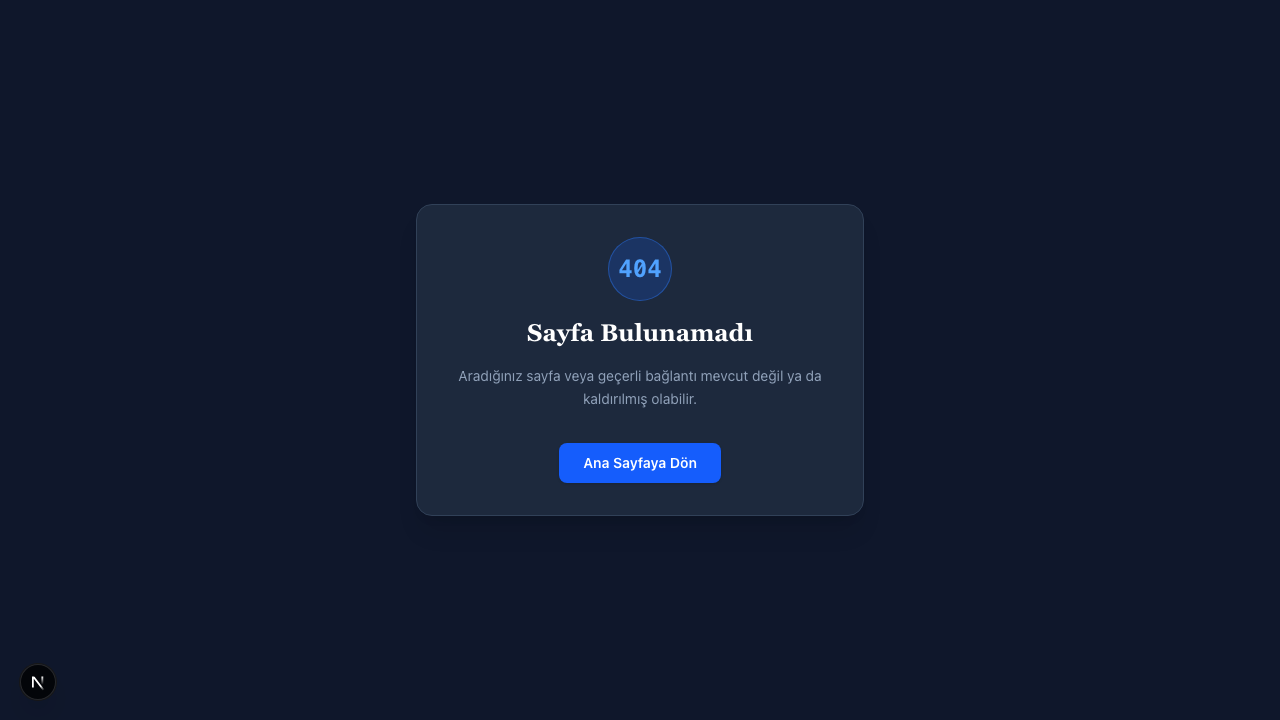 404
Sayfa Bulunamadı
Aradığınız sayfa veya geçerli bağlantı mevcut değil ya da
kaldırılmış olabilir.
Ana Sayfaya Dön
N